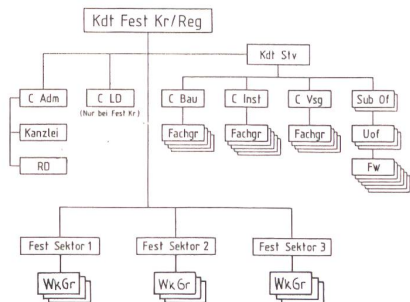 Kdt Fest Kr/Reg
Kdt Stv
C Adm
C LD
(Nur bei Fest Kr)
C Bau
C Inst
C Vsg
Sub Of
Kanzlei
Fachgr
Fachgr
Fachgr
Uof
RD
FW
Fest Sektor 1
Fest Sektor 2
Fest Sektor 3
WkGr
WkGr
WkGr